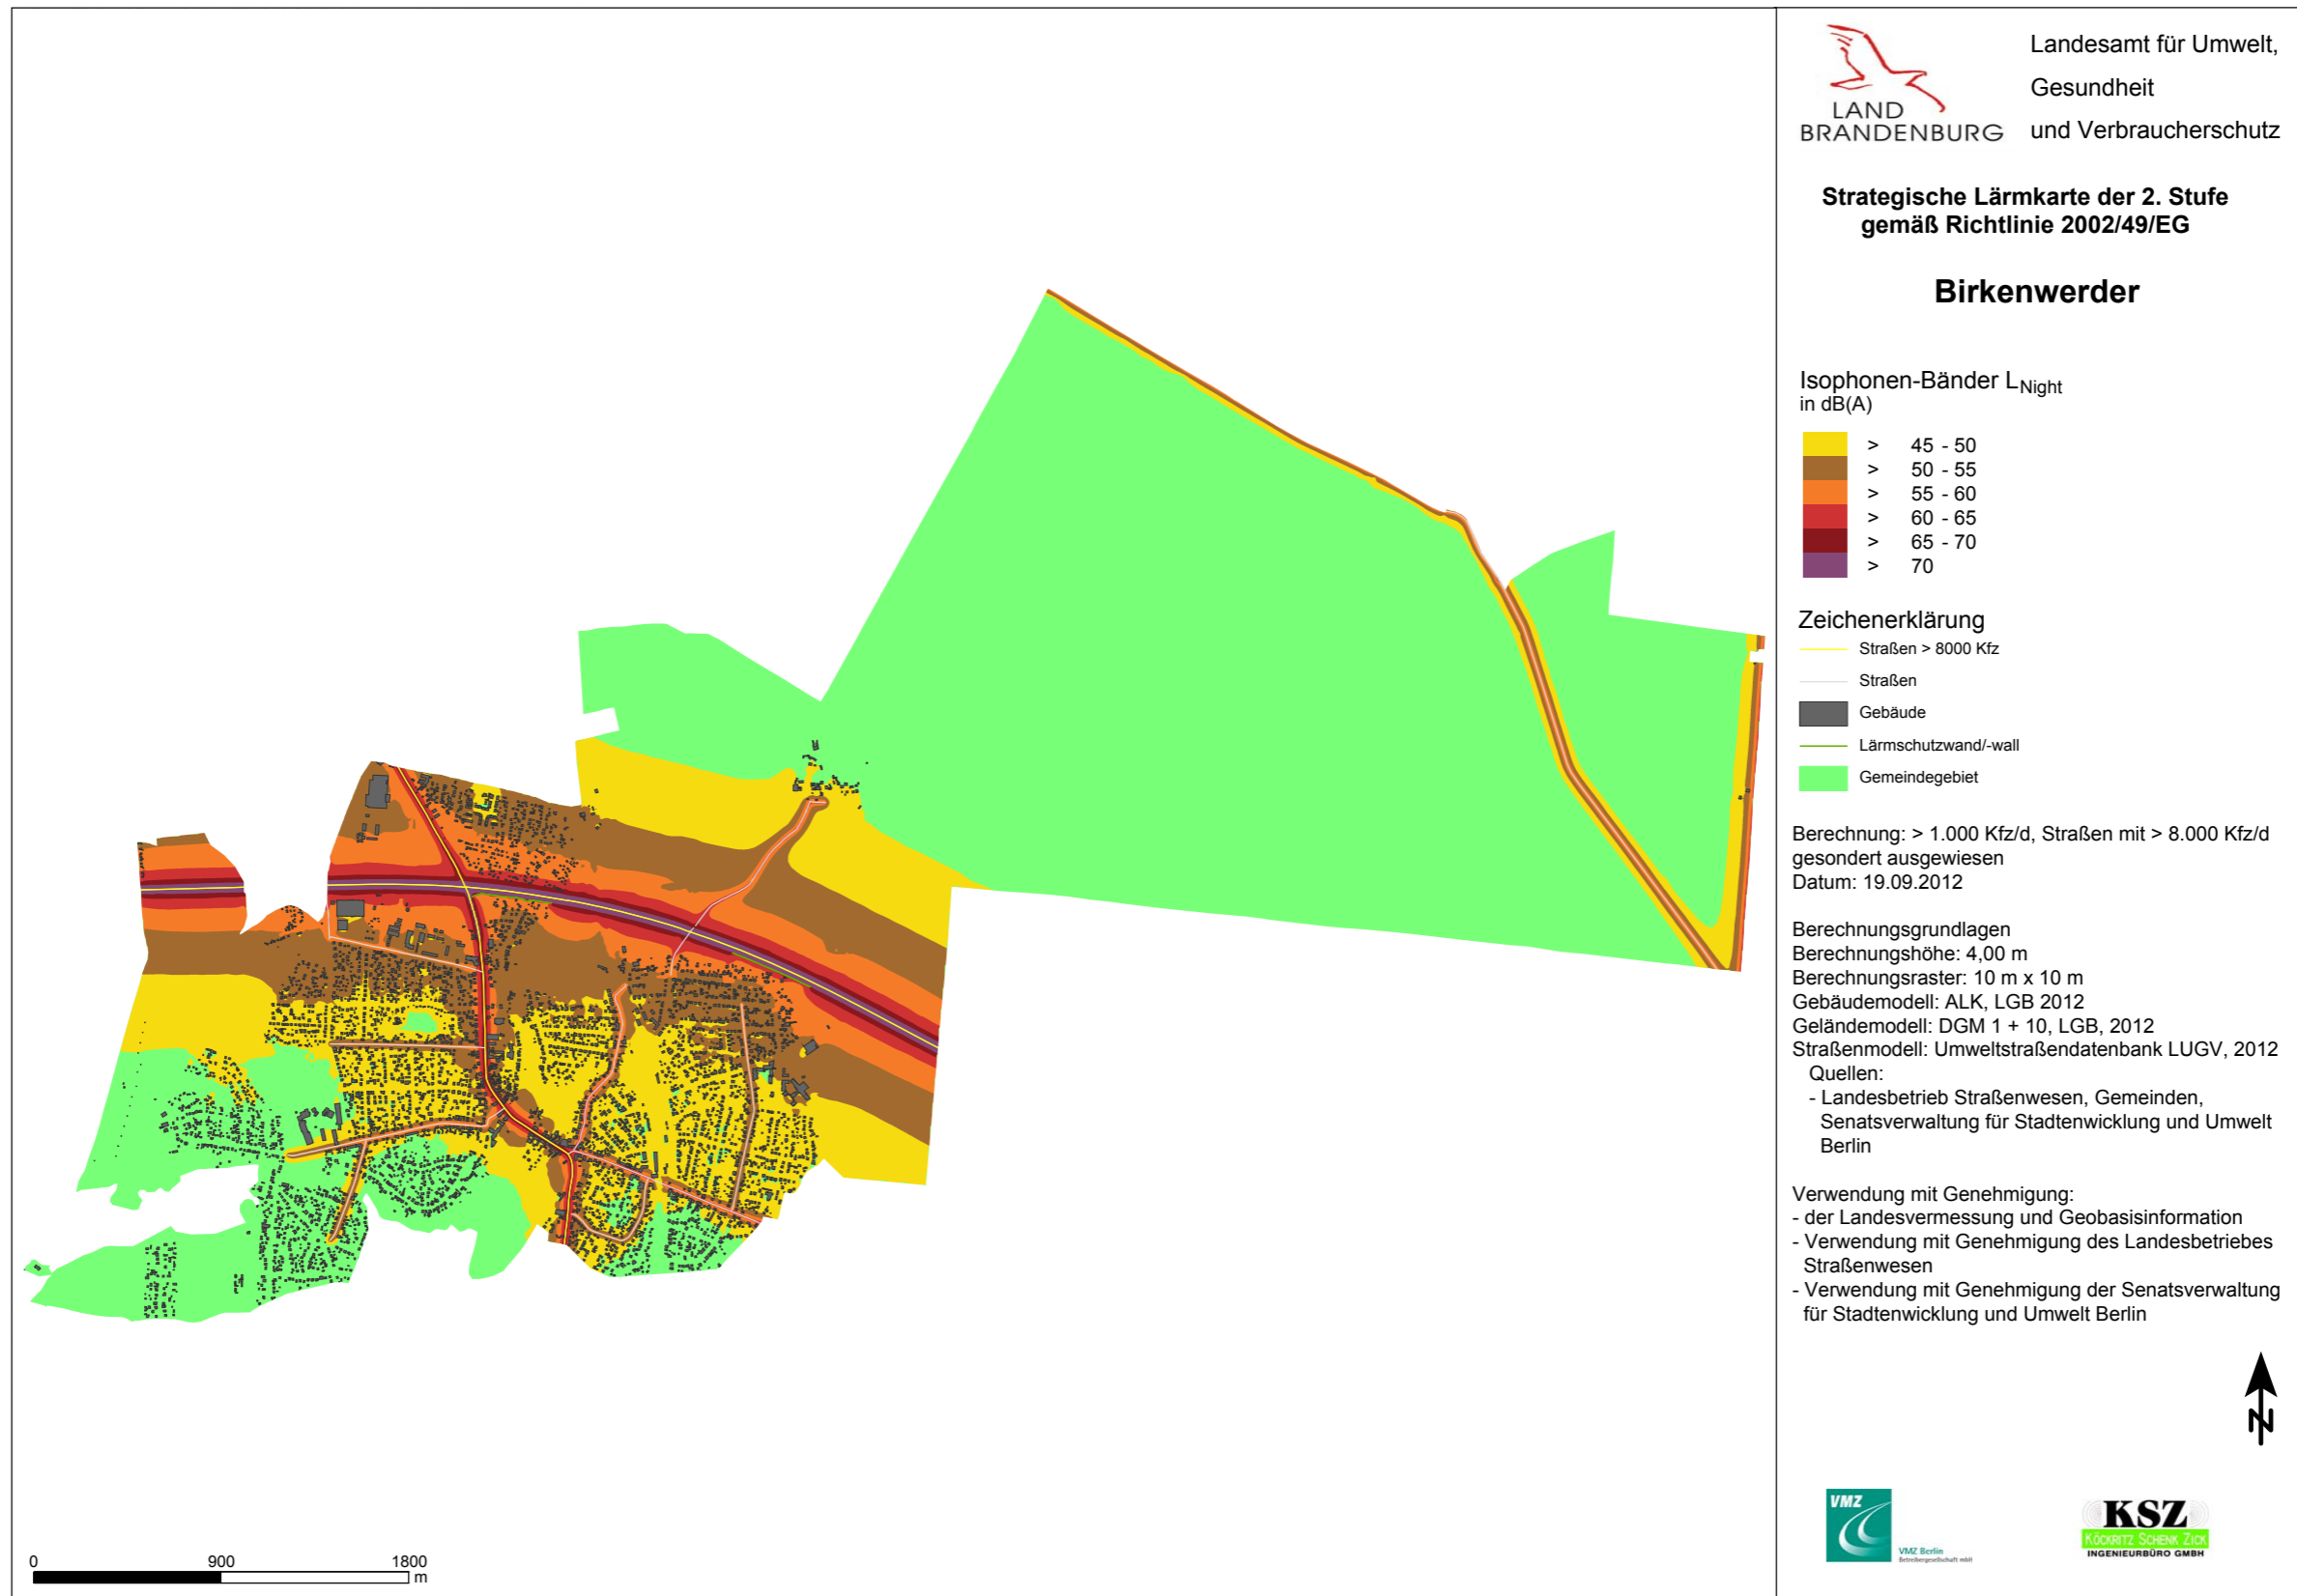 LAND
BRANDENBURG
Landesamt für Umwelt,
Gesundheit
und Verbraucherschutz
Strategische Lärmkarte der 2. Stufe
gemäß Richtlinie 2002/49/EG
Birkenwerder
Isophonen-Bänder LNight
in dB(A)
> 45 - 50
> 50 - 55
> 55 - 60
> 60 - 65
> 65 - 70
> 70
Zeichenerklärung
Straßen > 8000 Kfz
Straßen
Gebäude
Lärmschutzwand/-wall
Gemeindegebiet
Berechnung: > 1.000 Kfz/d, Straßen mit > 8.000 Kfz/d
gesondert ausgewiesen
Datum: 19.09.2012
Berechnungsgrundlagen
Berechnungshöhe: 4,00 m
Berechnungsraster: 10 m x 10 m
Gebäudemodell: ALK, LGB 2012
Geländemodell: DGM 1 + 10, LGB, 2012
Straßenmodell: Umweltstraßendatenbank LUGV, 2012
Quellen:
- Landesbetrieb Straßenwesen, Gemeinden,
Senatsverwaltung für Stadtenwicklung und Umwelt
Berlin
Verwendung mit Genehmigung:
- der Landesvermessung und Geobasisinformation
- Verwendung mit Genehmigung des Landesbetriebes
Straßenwesen
- Verwendung mit Genehmigung der Senatsverwaltung
für Stadtenwicklung und Umwelt Berlin
N
VMZ
VMZ Berlin
Betreibergesellschaft mbH
KSZ
KÖCKRITZ SCHENK ZICK
INGENIEURBÜRO GMBH
0 900 1800
m